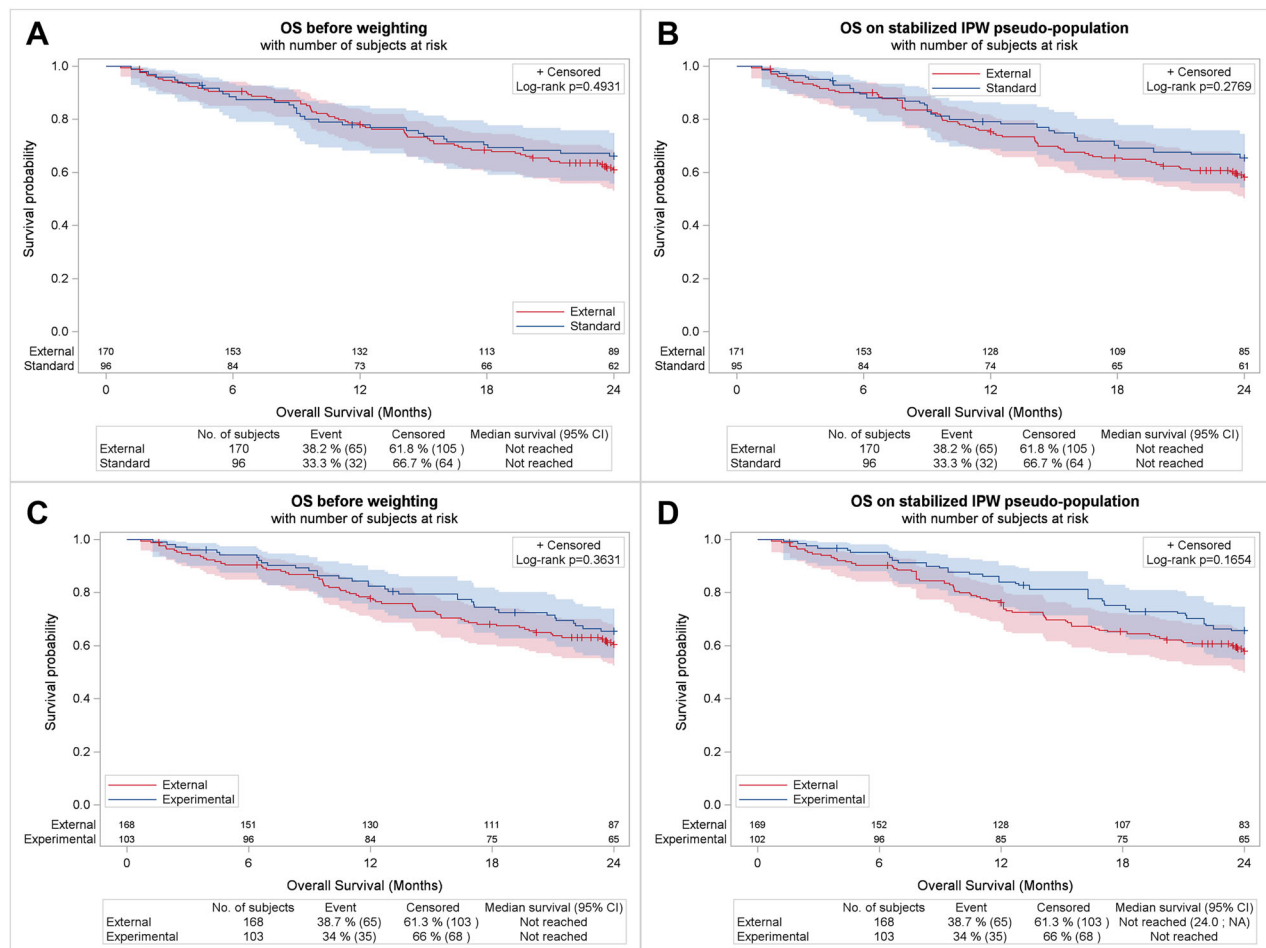 A
OS before weighting
with number of subjects at risk
+ Censored
Log-rank p=0.4931
Survival probability
1.0
0.8
0.6
0.4
0.2
0.0
External
Standard
External 170 153 132 113 89
Standard 96 84 73 66 62
0 6 12 18 24
Overall Survival (Months)
No. of subjects Event Censored Median survival (95% CI)
External 170 38.2 % (65) 61.8 % (105 ) Not reached
Standard 96 33.3 % (32) 66.7 % (64 ) Not reached
B
OS on stabilized IPW pseudo-population
with number of subjects at risk
External
Standard
+ Censored
Log-rank p=0.2769
Survival probability
1.0
0.8
0.6
0.4
0.2
0.0
External 171 153 128 109 85
Standard 95 84 74 65 61
0 6 12 18 24
Overall Survival (Months)
No. of subjects Event Censored Median survival (95% CI)
External 170 38.2 % (65) 61.8 % (105 ) Not reached
Standard 96 33.3 % (32) 66.7 % (64 ) Not reached
C
OS before weighting
with number of subjects at risk
+ Censored
Log-rank p=0.3631
Survival probability
1.0
0.8
0.6
0.4
0.2
0.0
External
Experimental
External 168 151 130 111 87
Experimental 103 96 84 75 65
0 6 12 18 24
Overall Survival (Months)
No. of subjects Event Censored Median survival (95% CI)
External 168 38.7 % (65) 61.3 % (103 ) Not reached
Experimental 103 34 % (35) 66 % (68 ) Not reached
D
OS on stabilized IPW pseudo-population
with number of subjects at risk
+ Censored
Log-rank p=0.1654
Survival probability
1.0
0.8
0.6
0.4
0.2
0.0
External
Experimental
External 169 152 128 107 83
Experimental 102 96 85 75 65
0 6 12 18 24
Overall Survival (Months)
No. of subjects Event Censored Median survival (95% CI)
External 168 38.7 % (65) 61.3 % (103 ) Not reached (24.0 ; NA)
Experimental 103 34 % (35) 66 % (68 ) Not reached